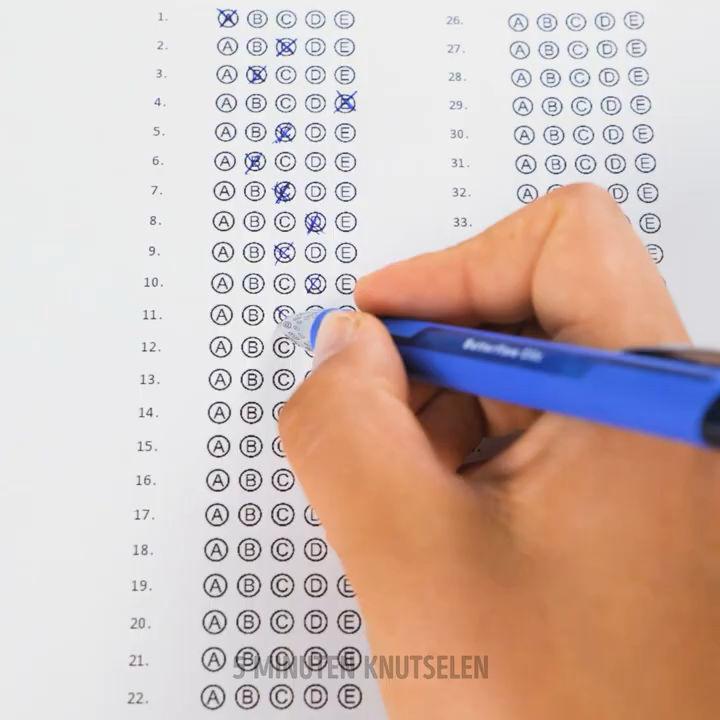 1. A B C D E
2. A B C D E
3. A B C D E
4. A B C D E
5. A B C D E
6. A B C D E
7. A B C D E
8. A B C D E
9. A B C D E
10. A B C D E
11. A B C
12. A B C
13. A B C
14. A B C
15. A B C
16. A B C
17. A B C D
18. A B C D
19. A B C D E
20. A B C D E
21. A B C D E
22. A B C D E
26. A B C D E
27. A B C D E
28. A B C D E
29. A B C D E
30. A B C D E
31. A B C D E
32. A D E
33. E
E
5 MINUTEN KNUTSELEN